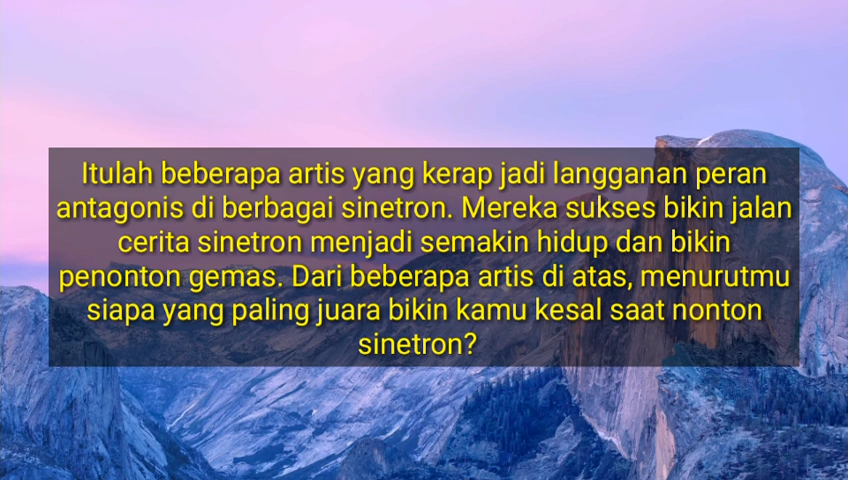 Itulah beberapa artis yang kerap jadi langganan peran
antagonis di berbagai sinetron. Mereka sukses bikin jalan
cerita sinetron menjadi semakin hidup dan bikin
penonton gemas. Dari beberapa artis di atas, menurutmu
siapa yang paling juara bikin kamu kesal saat nonton
sinetron?